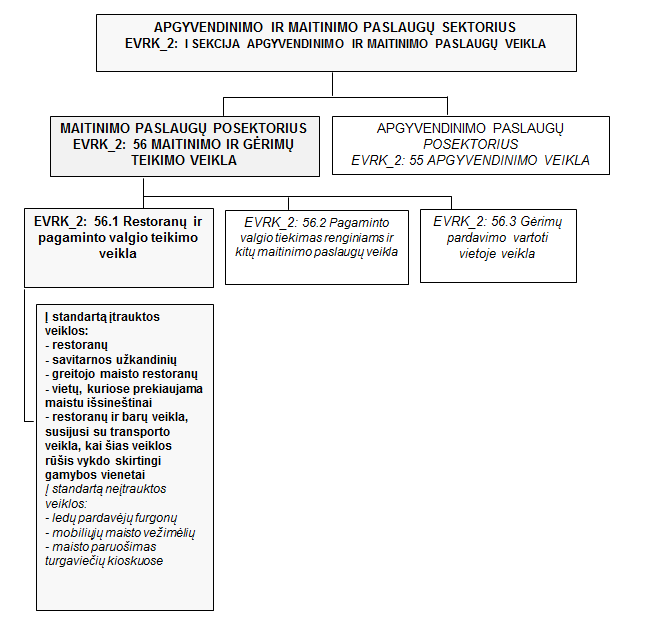 APGYVENDINIMO IR MAITINIMO PASLAUGŲ SEKTORIUS
EVRK_2: I SEKCIJA APGYVENDINIMO IR MAITINIMO PASLAUGŲ VEIKLA
MAITINIMO PASLAUGŲ POSEKTORIUS
EVRK_2: 56 MAITINIMO IR GĖRIMŲ
TEIKIMO VEIKLA
APGYVENDINIMO PASLAUGŲ
POSEKTORIUS
EVRK_2: 55 APGYVENDINIMO VEIKLA
EVRK_2: 56.1 Restoranų ir
pagaminto valgio teikimo
veikla
EVRK_2: 56.2 Pagaminto
valgio tiekimas renginiams ir
kitų maitinimo paslaugų veikla
EVRK_2: 56.3 Gėrimų
pardavimo vartoti
vietoje veikla
Į standartą įtrauktos
veiklos:
- restoranų
- savitarnos užkandinių
- greitojo maisto restoranų
- vietų, kuriose prekiaujama
maistu išsineštinai
- restoranų ir barų veikla,
susijusi su transporto
veikla, kai šias veiklos
rūšis vykdo skirtingi
gamybos vienetai
Į standartą neįtrauktos
veiklos:
- ledų pardavėjų furgonų
- mobiliųjų maisto vežimėlių
- maisto paruošimas
turgaviečių kioskuose